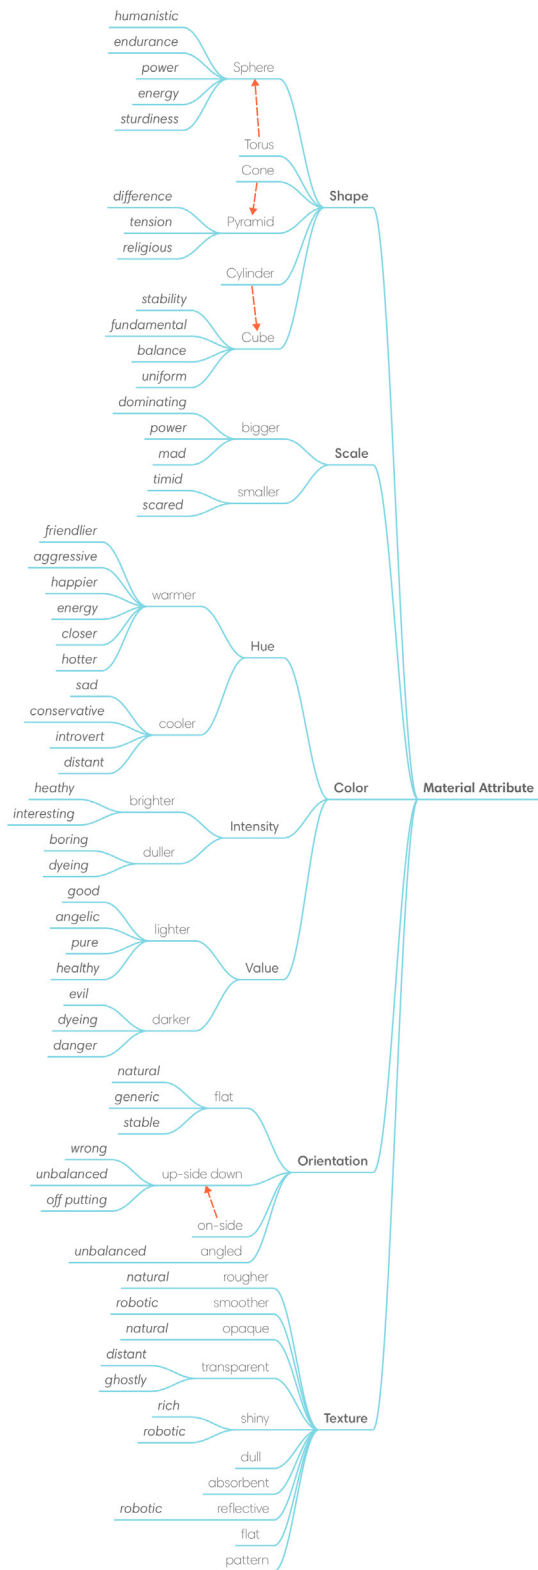 humanistic
endurance
power
Sphere
energy
sturdiness
Torus
Cone
difference
Shape
tension
Pyramid
religious
Cylinder
stability
fundamental
Cube
balance
uniform
dominating
power
bigger
mad
Scale
timid
smaller
scared
friendlier
aggressive
happier
warmer
energy
closer
Hue
hotter
sad
conservative
cooler
introvert
distant
heathy
Color
Material Attribute
brighter
interesting
Intensity
boring
duller
dyeing
good
angelic
lighter
pure
healthy
Value
evil
dyeing
darker
danger
natural
generic
flat
stable
wrong
Orientation
unbalanced
up-side down
off putting
on-side
unbalanced angled
natural rougher
robotic smoother
natural opaque
distant
transparent
ghostly
rich
shiny
Texture
robotic
dull
absorbent
robotic reflective
flat
pattern